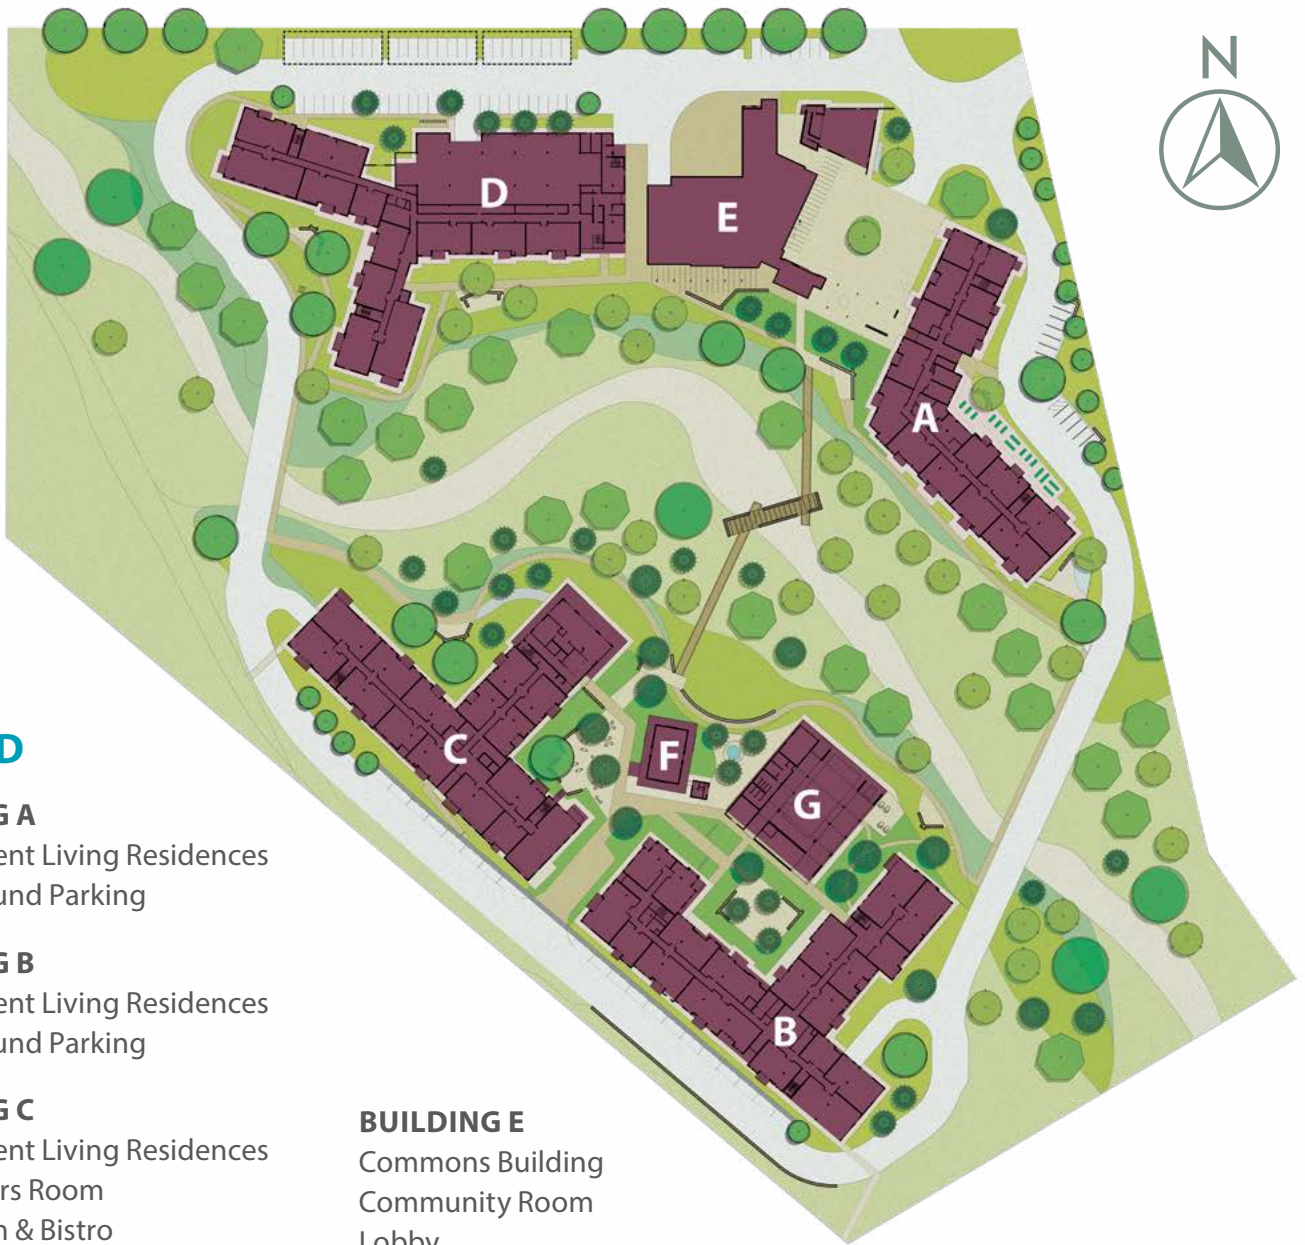 N
D
E
A
C
F
G
B
D
G A
ent Living Residences
und Parking
G B
ent Living Residences
und Parking
G C
ent Living Residences
rs Room
n & Bistro
BUILDING E
Commons Building
Community Room
Lobby